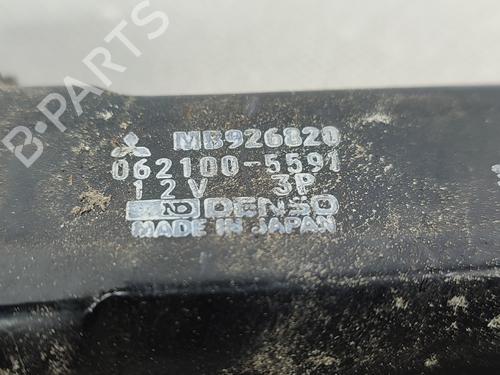 B-PARTS
MB926820
062100-5591
12V 3P
ND DENSO
MADE IN JAPAN